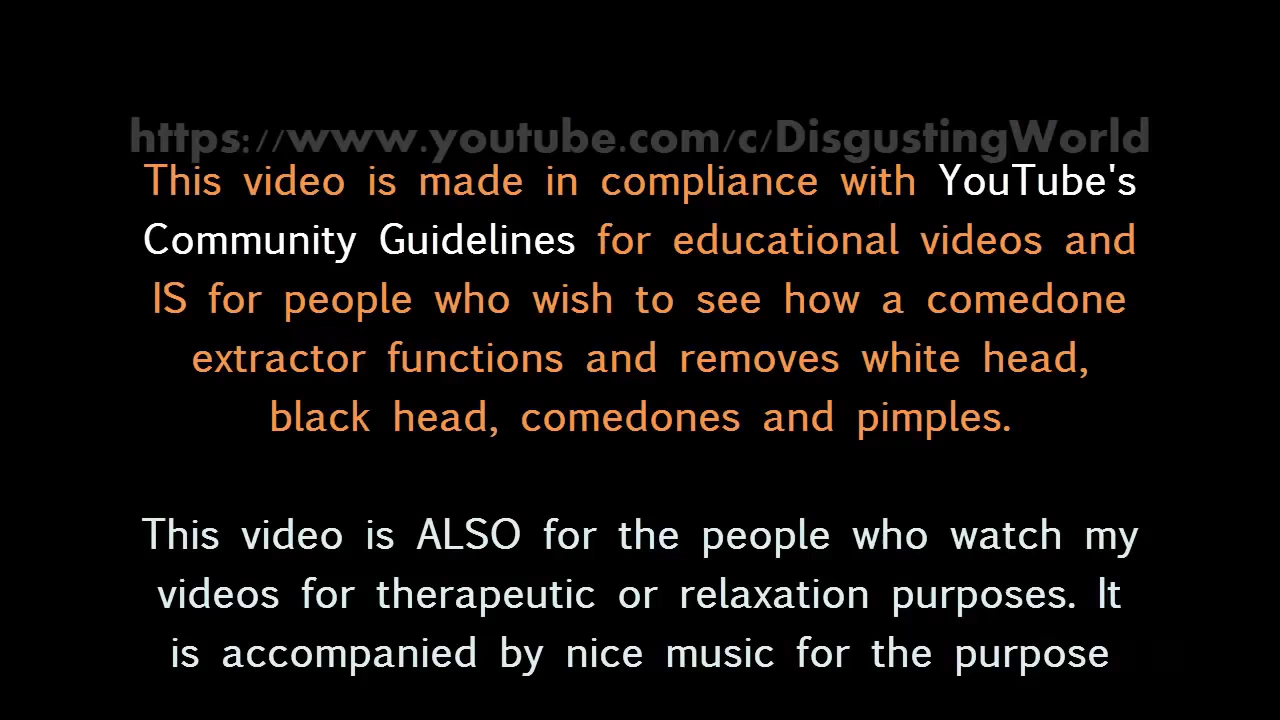 https://www.youtube.com/c/DisgustingWorld
This video is made in compliance with YouTube's
Community Guidelines for educational videos and
IS for people who wish to see how a comedone
extractor functions and removes white head,
black head, comedones and pimples.
This video is ALSO for the people who watch my
videos for therapeutic or relaxation purposes. It
is accompanied by nice music for the purpose